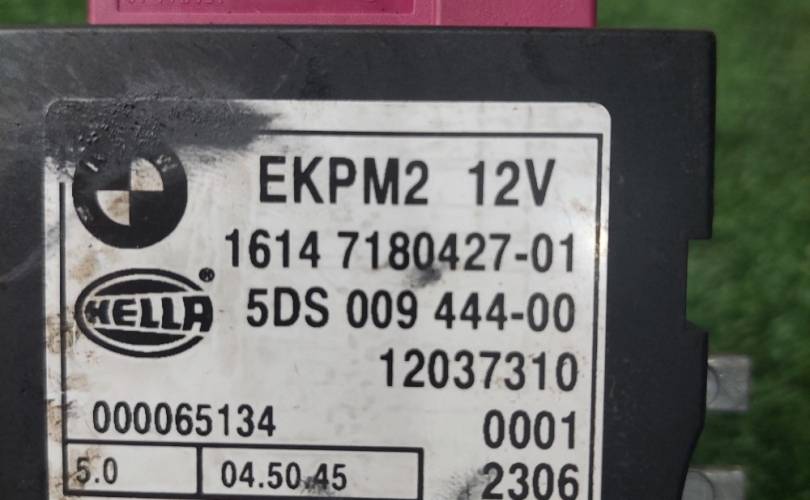 EKPM2 12V
1614 7180427-01
HELLA ® 5DS 009 444-00
12037310
000065134 0001
5.0 04.50.45 2306